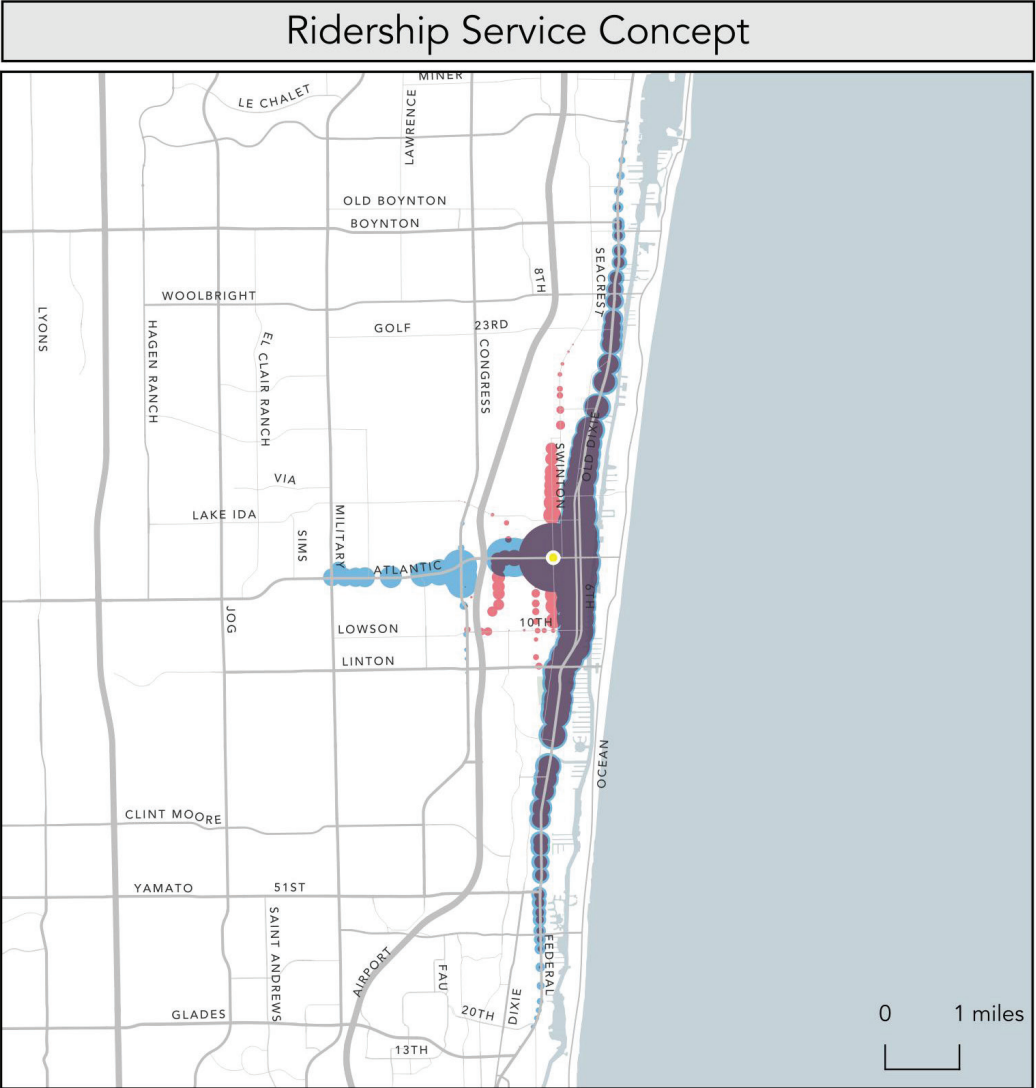 Ridership Service Concept
MINER
LE CHALET
LAWRENCE
OLD BOYNTON
BOYNTON
SEACREST
8TH
WOOLBRIGHT
LYONS
HAGEN RANCH
EL CLAIR RANCH
GOLF
23RD
CONGRESS
OLD DIXIE
SWINTON
VIA
LAKE IDA
SIMS
MILITARY
ATLANTIC
6TH
JOG
LOWSON
10TH
LINTON
OCEAN
CLINT MOORE
YAMATO
51ST
SAINT ANDREWS
AIRPORT
FAU
FEDERAL
DIXIE
20TH
GLADES
13TH
0
1 miles